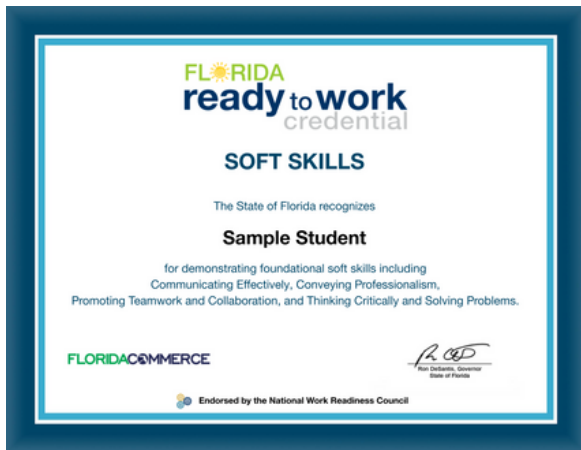 FLORIDA
ready to work
credential
SOFT SKILLS
The State of Florida recognizes
Sample Student
for demonstrating foundational soft skills including
Communicating Effectively, Conveying Professionalism,
Promoting Teamwork and Collaboration, and Thinking Critically and Solving Problems.
FLORIDACOMMERCE
Ron DeSantis, Governor
State of Florida
Endorsed by the National Work Readiness Council